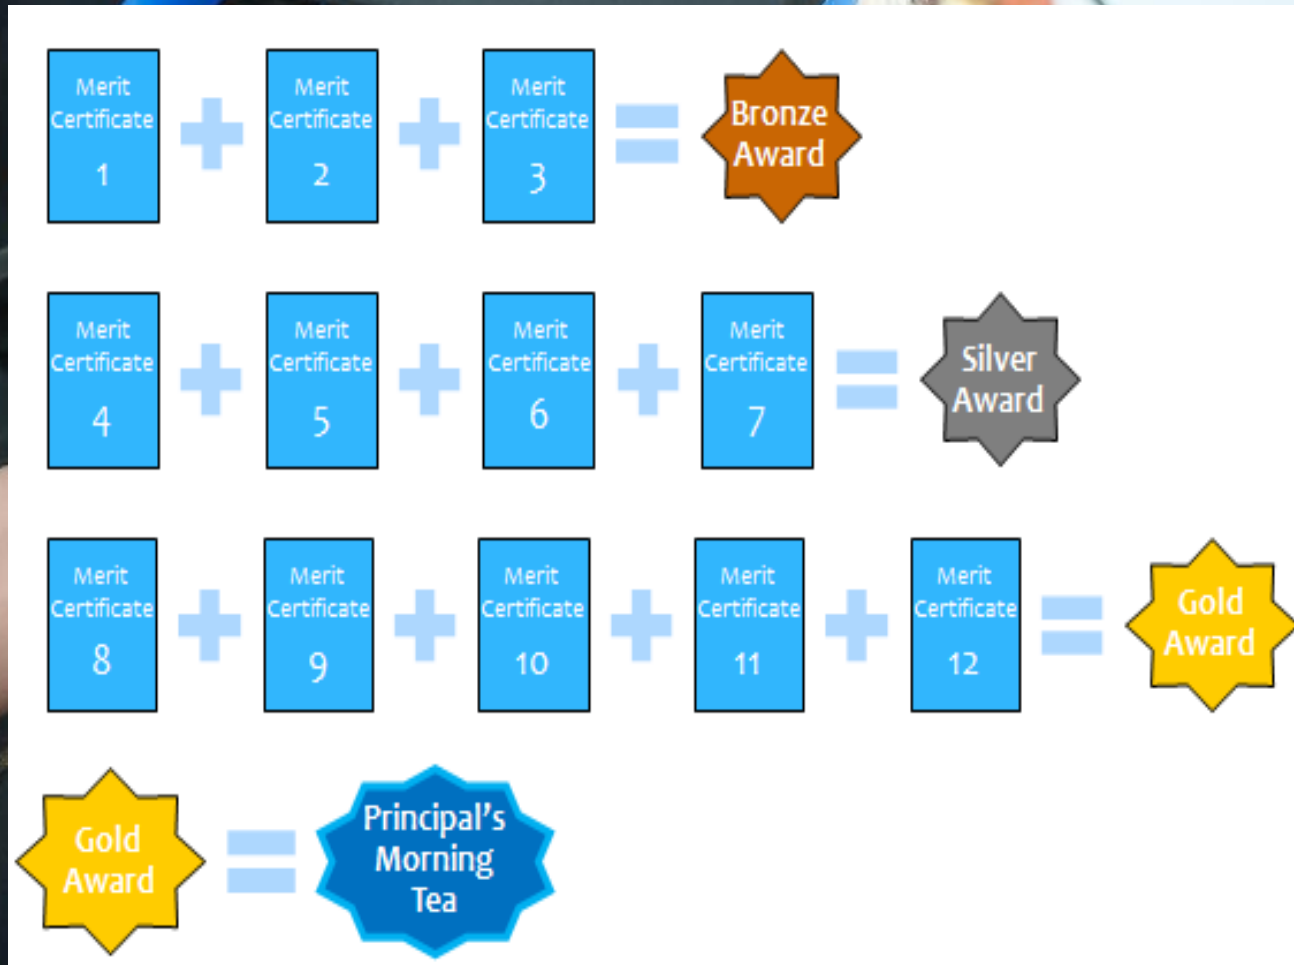 Merit
Certificate
1
Merit
Certificate
2
Merit
Certificate
3
Bronze
Award
Merit
Certificate
4
Merit
Certificate
5
Merit
Certificate
6
Merit
Certificate
7
Silver
Award
Merit
Certificate
8
Merit
Certificate
9
Merit
Certificate
10
Merit
Certificate
11
Merit
Certificate
12
Gold
Award
Gold
Award
Principal's
Morning
Tea